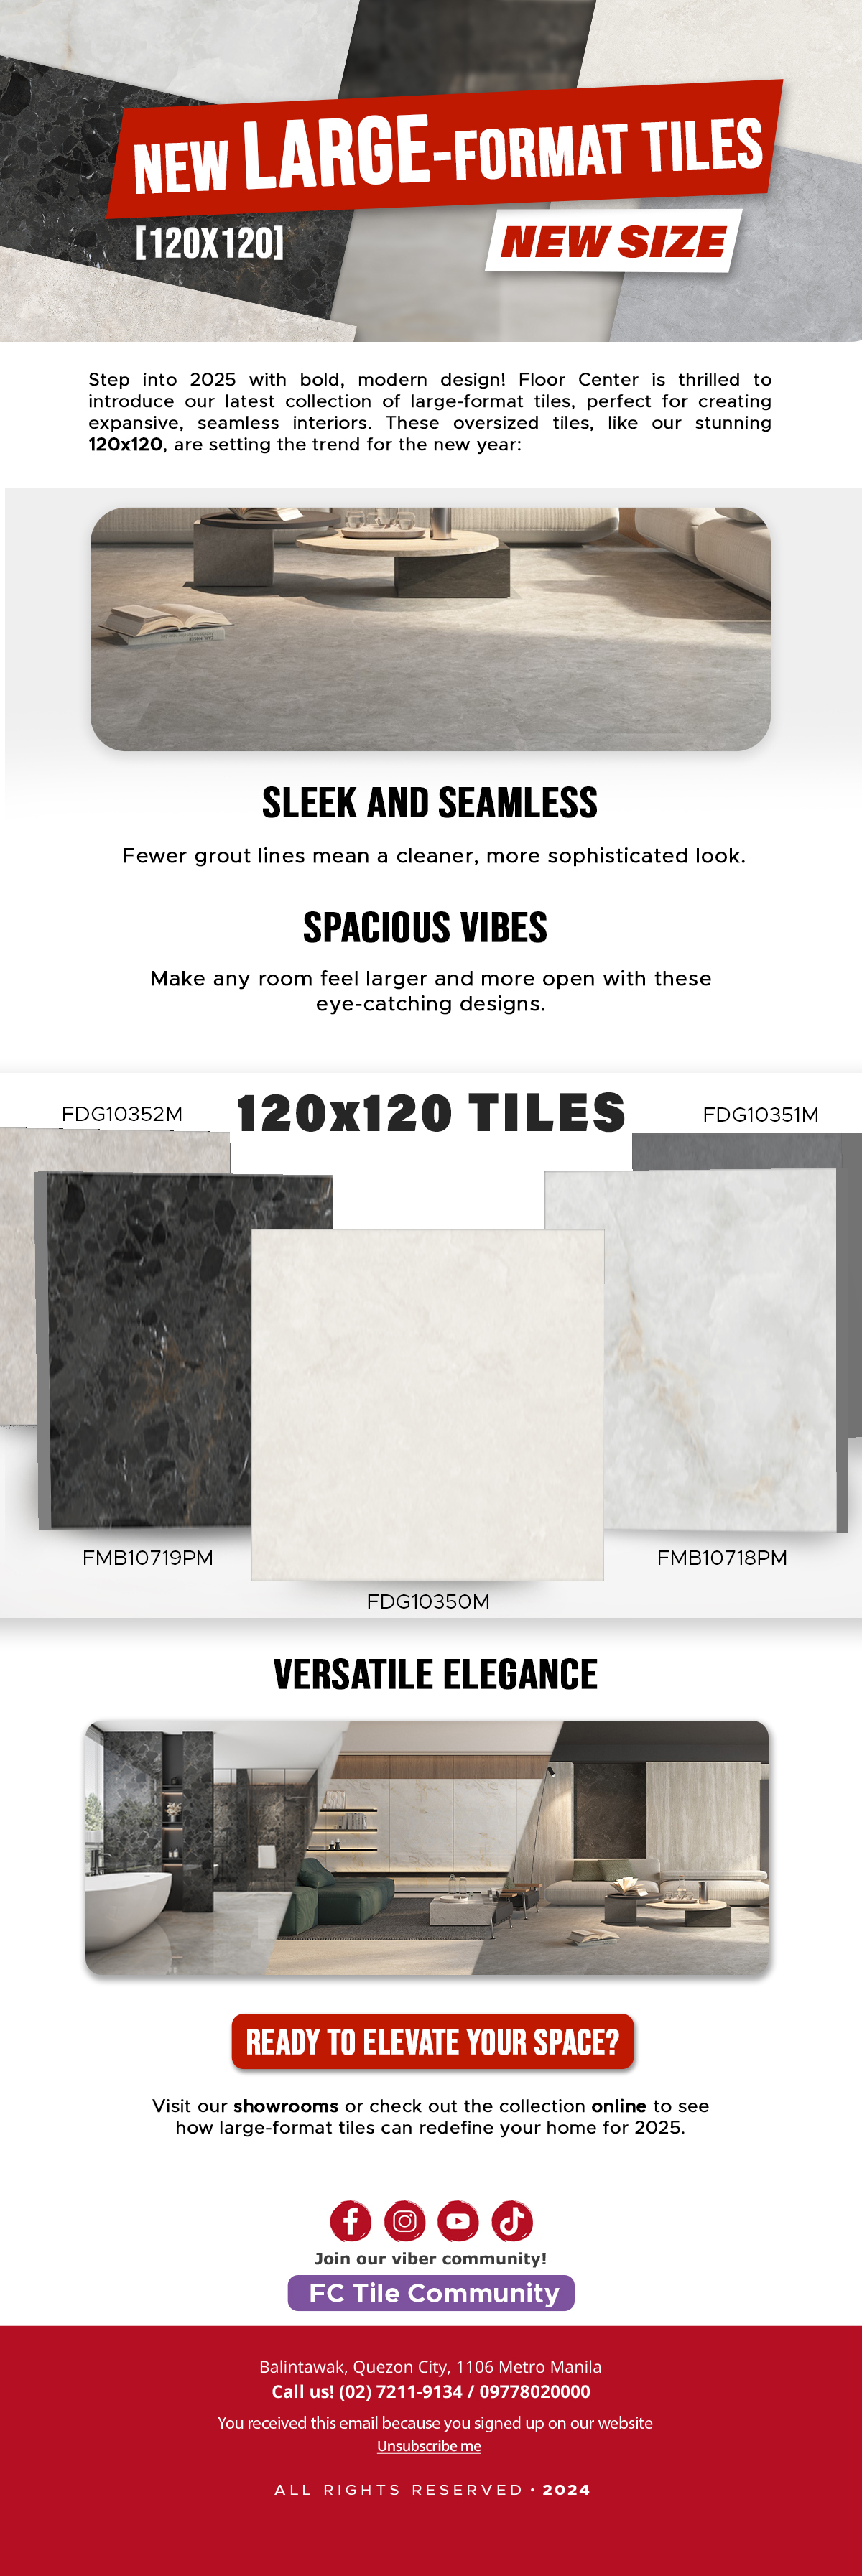 NEW LARGE-FORMAT TILES
[120X120]
NEW SIZE
Step into 2025 with bold, modern design! Floor Center is thrilled to
introduce our latest collection of large-format tiles, perfect for creating
expansive, seamless interiors. These oversized tiles, like our stunning
120x120, are setting the trend for the new year:
SLEEK AND SEAMLESS
Fewer grout lines mean a cleaner, more sophisticated look.
SPACIOUS VIBES
Make any room feel larger and more open with these
eye-catching designs.
120x120 TILES
FDG10352M
FDG10351M
FMB10719PM
FMB10718PM
FDG10350M
VERSATILE ELEGANCE
READY TO ELEVATE YOUR SPACE?
Visit our showrooms or check out the collection online to see
how large-format tiles can redefine your home for 2025.
Join our viber community!
FC Tile Community
Balintawak, Quezon City, 1106 Metro Manila
Call us! (02) 7211-9134 / 09778020000
You received this email because you signed up on our website
Unsubscribe me
ALL RIGHTS RESERVED • 2024